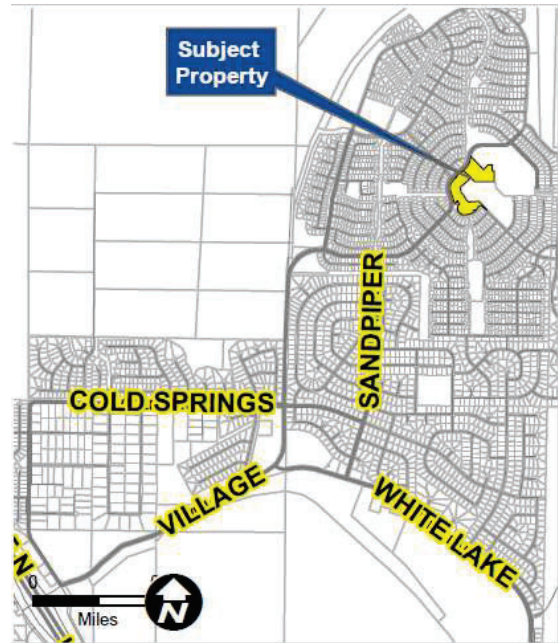 Subject
Property
SANDPIPER
COLD SPRINGS
VILLAGE
WHITE LAKE
N
0
Miles
N